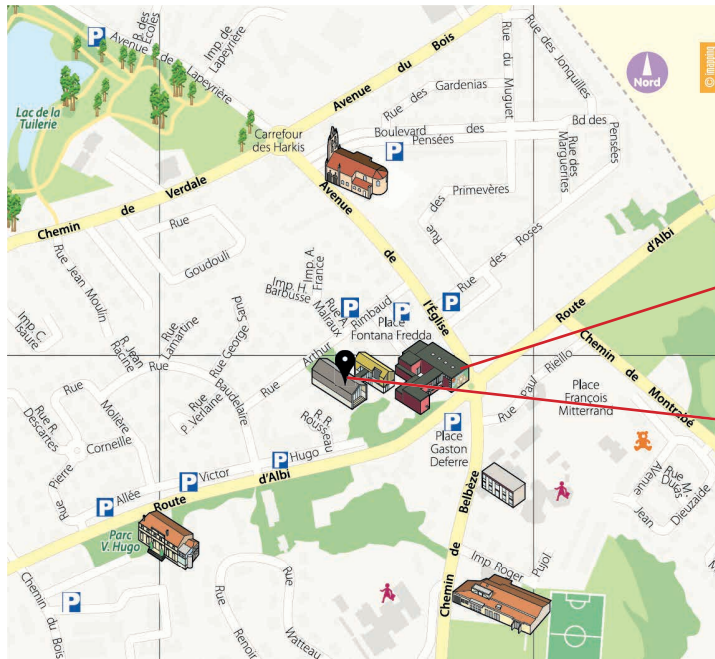 B. des
Ecoles
Avenue de Lapeyrière
Imp. de
Lapeyrière
Avenue du Bois
Rue des Jonquilles
Rue du Muguet
Rue des Gardenias
Nord
© imapping
Lac de la
Tuilerie
Carrefour
des Harkis
Boulevard des
Pensées
Bd des
Pensées
Rue des
Marguerites
Chemin de Verdale
Avenue de l'Église
Rue des Primevères
Rue des Roses
Route d'Albi
Rue Goudouli
Rue Jean Moulin
Imp. A.
France
Imp. H.
Barbusse
Rue A.
Malraux
Rue Arthur Rimbaud
Place
Fontana Fredda
Imp. C.
Isaure
R. Jean
Racine
Rue
Lamartine
Rue George Sand
Rue Baudelaire
Rue Paul Rieillo
Chemin de Montrabé
Place
François
Mitterrand
Rue Molière
Rue R.
Descartes
Rue
P. Verlaine
R. R.
Rousseau
Rue Pierre Corneille
Place
Gaston
Deferre
Allée Victor Hugo
Route d'Albi
Rue M.
Dukas
Avenue Jean Dieuzaide
Parc
V. Hugo
Chemin de Belbèze
Imp. Roger Pujol
Chemin du Bois
Rue Renoir
Rue Watteau
P
P
P
P
P
P
P
P
P
P